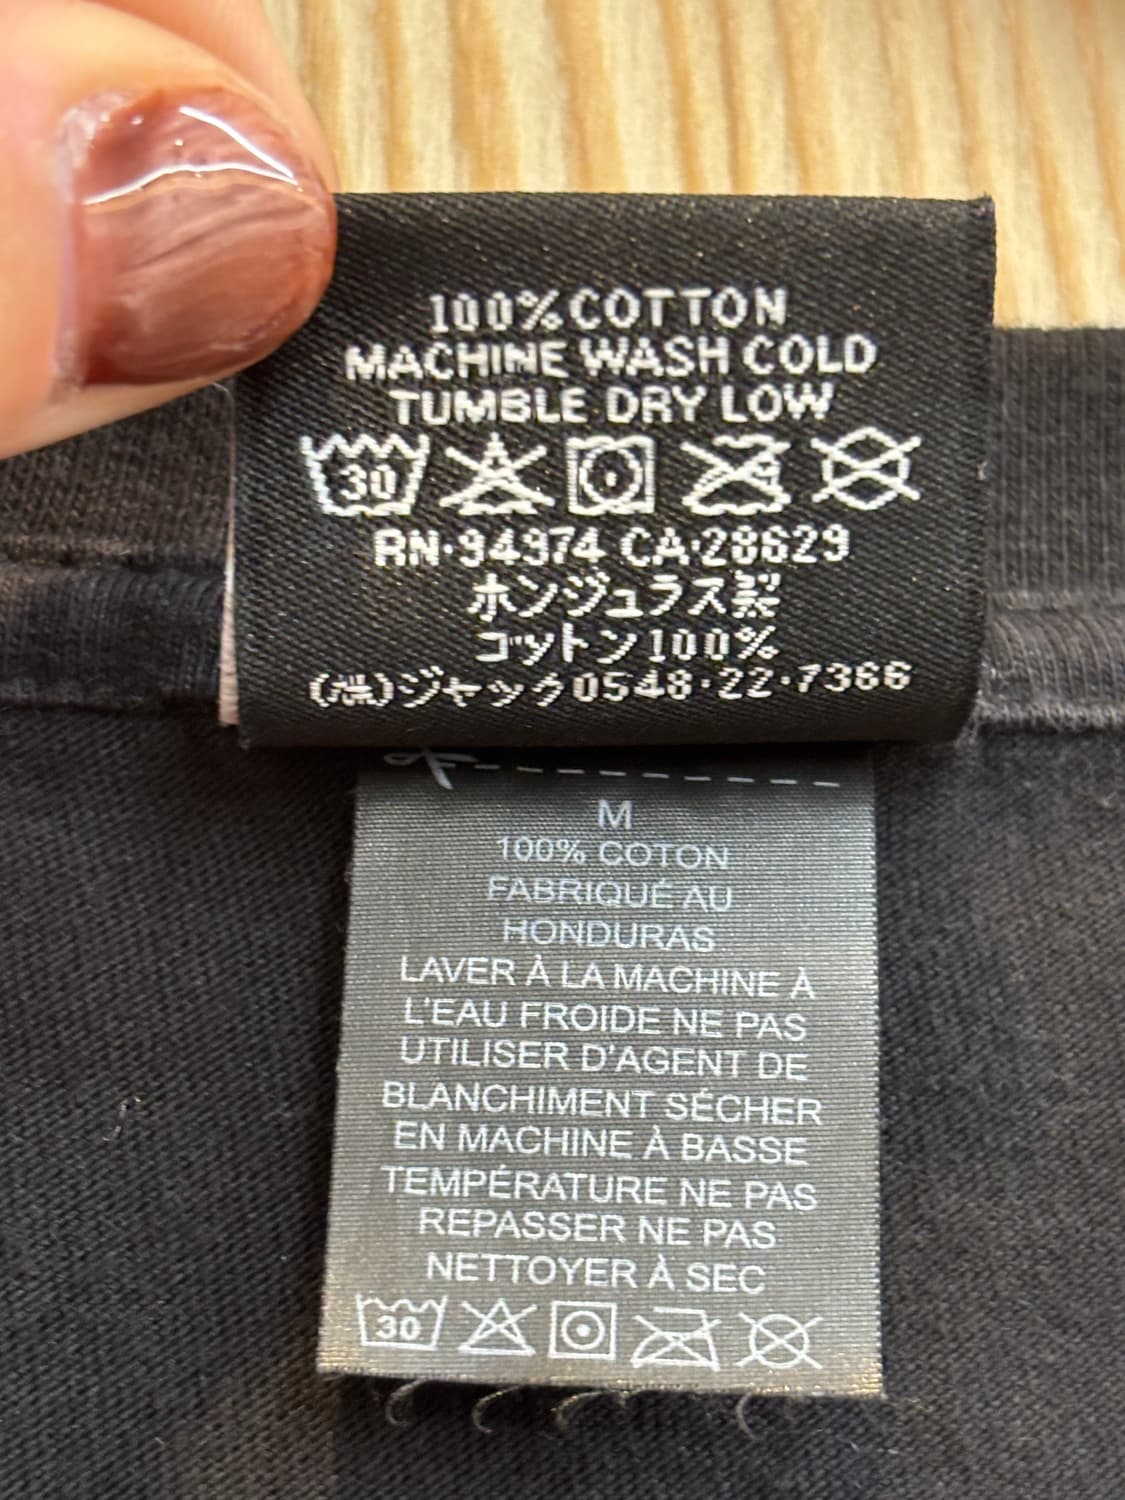 100% COTTON
MACHINE WASH COLD
TUMBLE DRY LOW
30
RN·94974 CA·28629
ホンジュラス製
コットン100%
(株)ジャック0548·22·7366
M
100% COTON
FABRIQUÉ AU
HONDURAS
LAVER À LA MACHINE À
L'EAU FROIDE NE PAS
UTILISER D'AGENT DE
BLANCHIMENT SÉCHER
EN MACHINE À BASSE
TEMPÉRATURE NE PAS
REPASSER NE PAS
NETTOYER À SEC
30